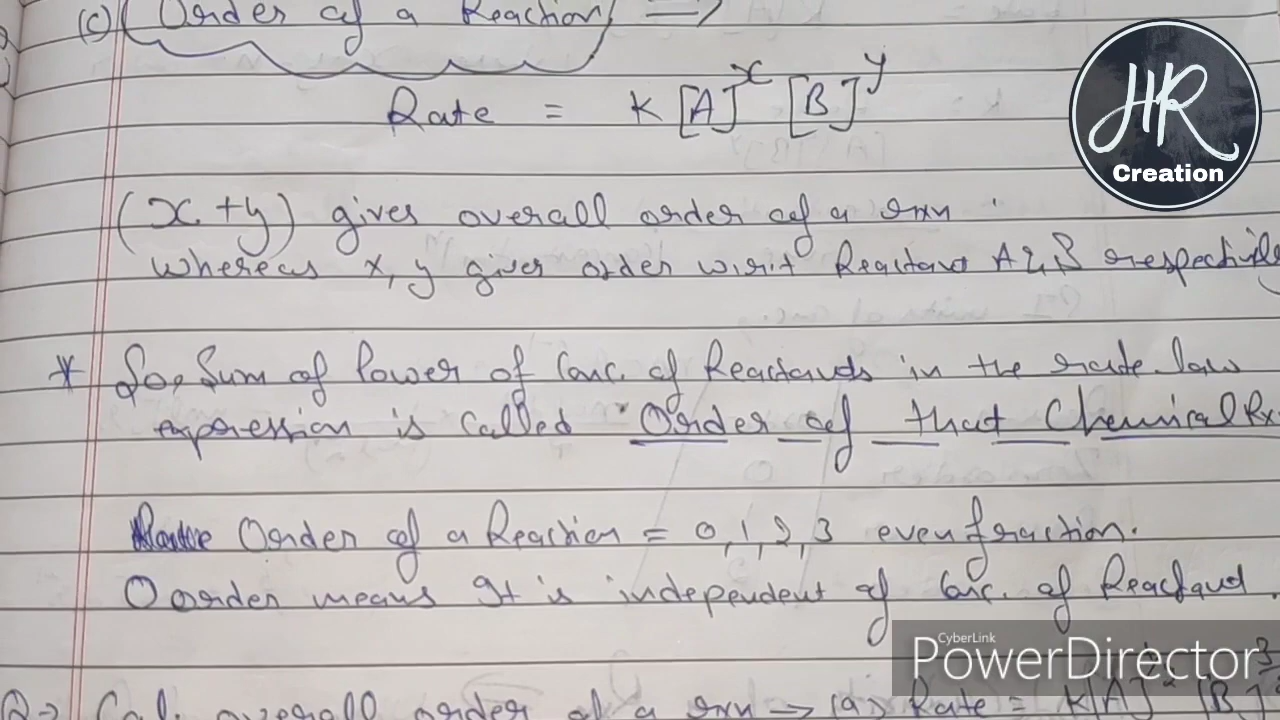 (c) Order of a Reaction =>
Rate = K[A]^x [B]^y
HR
Creation
(x+y) gives overall order of a rxn.
whereas x, y gives order w.r.t Reactant A & B respectively
* So, Sum of Power of Conc. of Reactants in the rate law
expression is called Order of that Chemical Rx
Order of a Reaction = 0,1,2,3 even fraction.
0 order means It is independent of Conc. of Reactant.
CyberLink
PowerDirector
Q → Cal. overall order of a rxn → (a) Rate = K[A] [B]